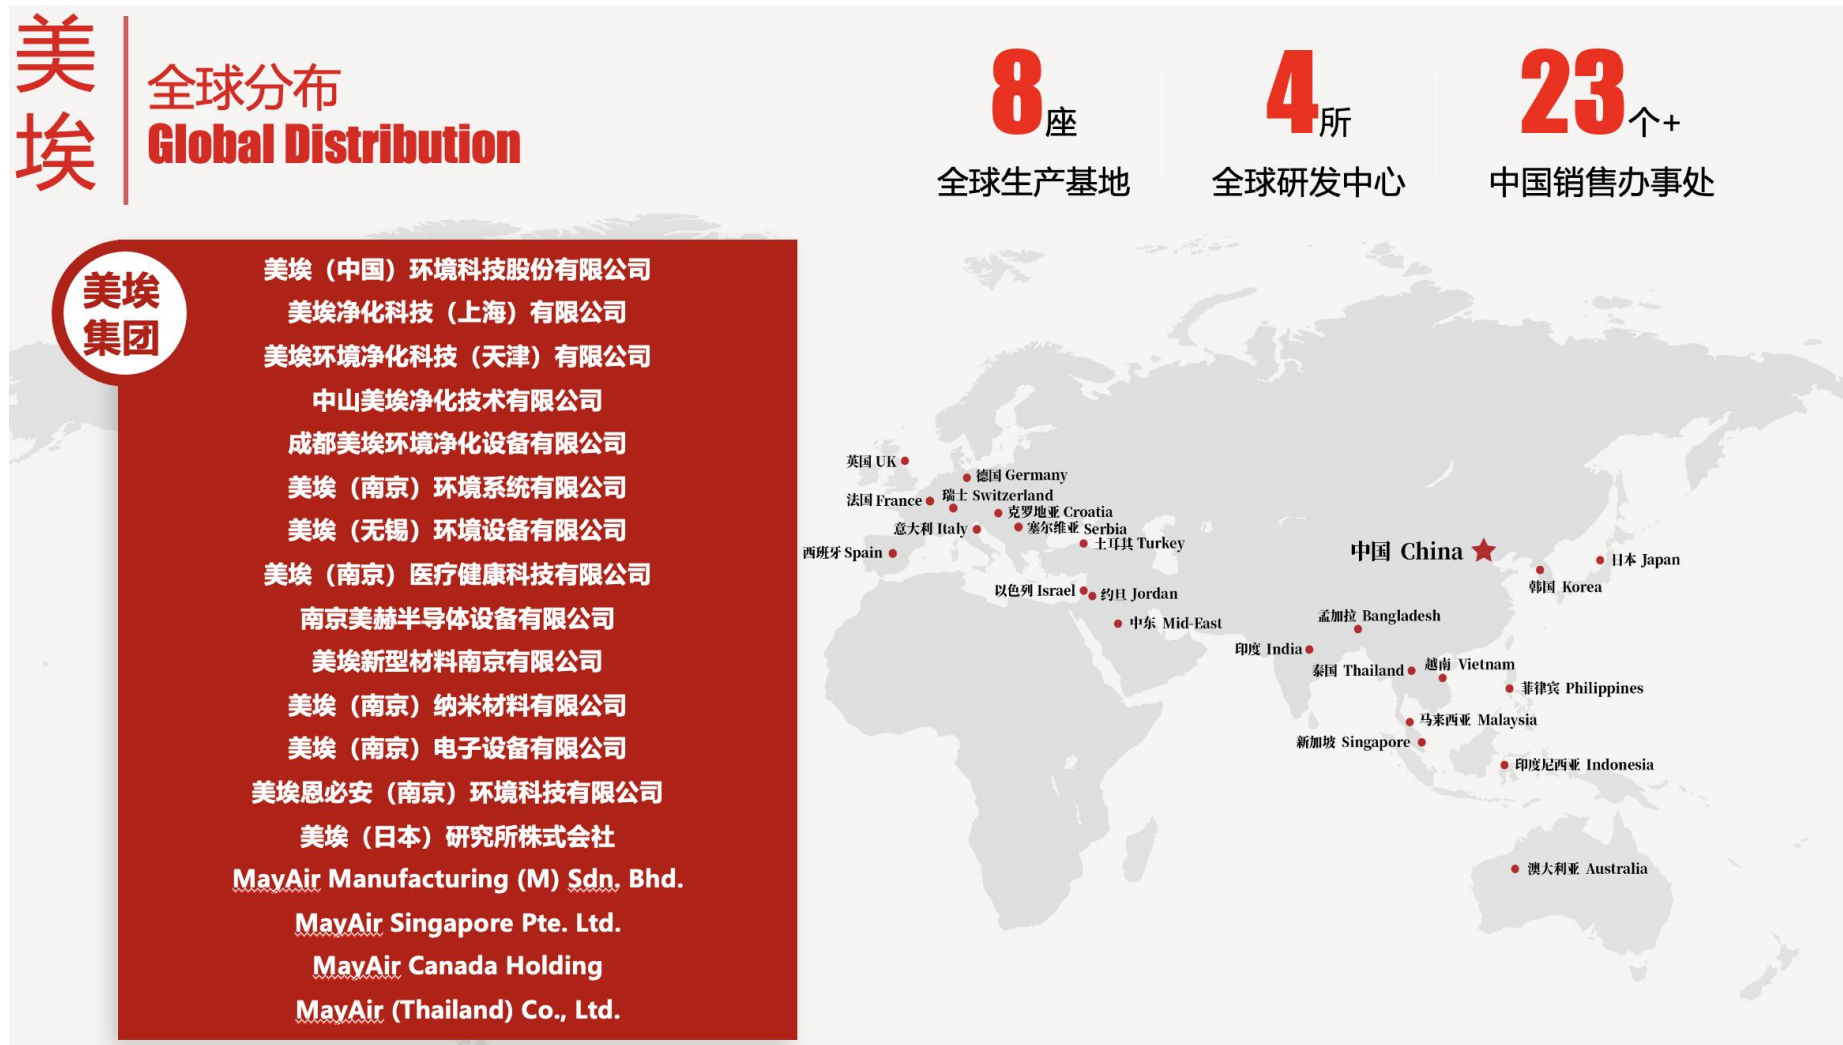 美
埃
全球分布
Global Distribution
8座
全球生产基地
4所
全球研发中心
23个+
中国销售办事处
美埃
集团
美埃（中国）环境科技股份有限公司
美埃净化科技（上海）有限公司
美埃环境净化科技（天津）有限公司
中山美埃净化技术有限公司
成都美埃环境净化设备有限公司
美埃（南京）环境系统有限公司
美埃（无锡）环境设备有限公司
美埃（南京）医疗健康科技有限公司
南京美赫半导体设备有限公司
美埃新型材料南京有限公司
美埃（南京）纳米材料有限公司
美埃（南京）电子设备有限公司
美埃恩必安（南京）环境科技有限公司
美埃（日本）研究所株式会社
MayAir Manufacturing (M) Sdn. Bhd.
MayAir Singapore Pte. Ltd.
MayAir Canada Holding
MayAir (Thailand) Co., Ltd.
英国 UK
德国 Germany
法国 France
瑞士 Switzerland
克罗地亚 Croatia
意大利 Italy
塞尔维亚 Serbia
土耳其 Turkey
西班牙 Spain
中国 China
日本 Japan
韩国 Korea
以色列 Israel
约旦 Jordan
中东 Mid-East
孟加拉 Bangladesh
印度 India
泰国 Thailand
越南 Vietnam
菲律宾 Philippines
马来西亚 Malaysia
新加坡 Singapore
印度尼西亚 Indonesia
澳大利亚 Australia